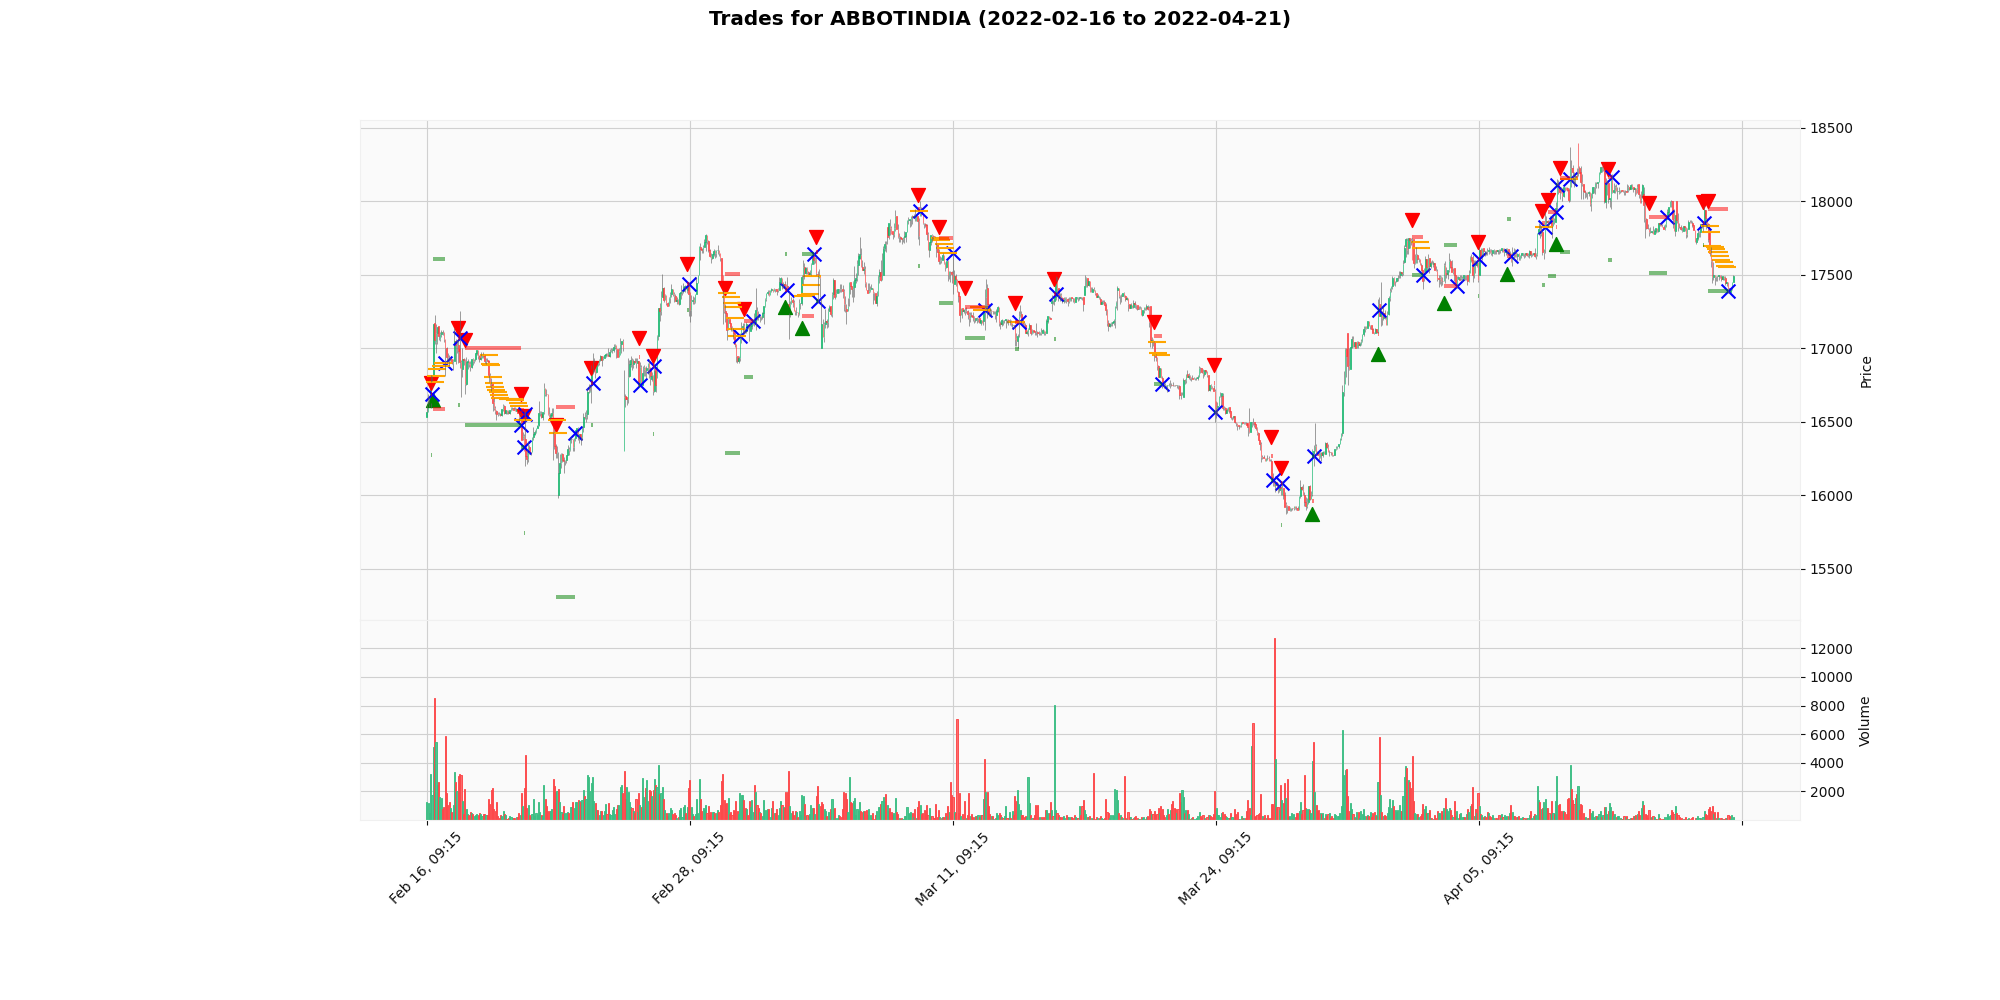 Trades for ABBOTINDIA (2022-02-16 to 2022-04-21)
18500
18000
17500
17000
Price
16500
16000
15500
12000
10000
8000
Volume
6000
4000
2000
Feb 16, 09:15
Feb 28, 09:15
Mar 11, 09:15
Mar 24, 09:15
Apr 05, 09:15